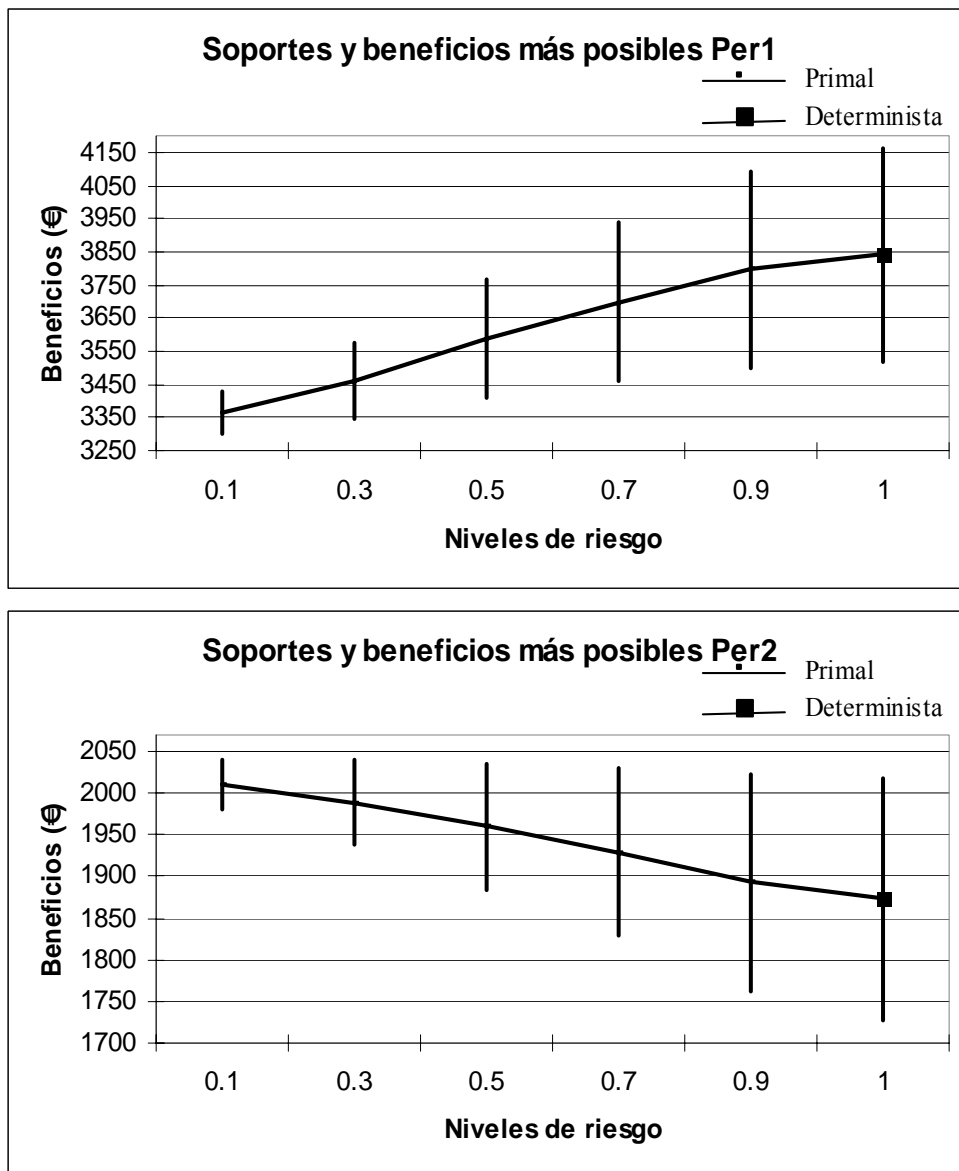 Soportes y beneficios más posibles Per1
Primal
Determinista
Beneficios (€)
4150
4050
3950
3850
3750
3650
3550
3450
3350
3250
0.1 0.3 0.5 0.7 0.9 1
Niveles de riesgo
Soportes y beneficios más posibles Per2
Primal
Determinista
Beneficios (€)
2050
2000
1950
1900
1850
1800
1750
1700
0.1 0.3 0.5 0.7 0.9 1
Niveles de riesgo